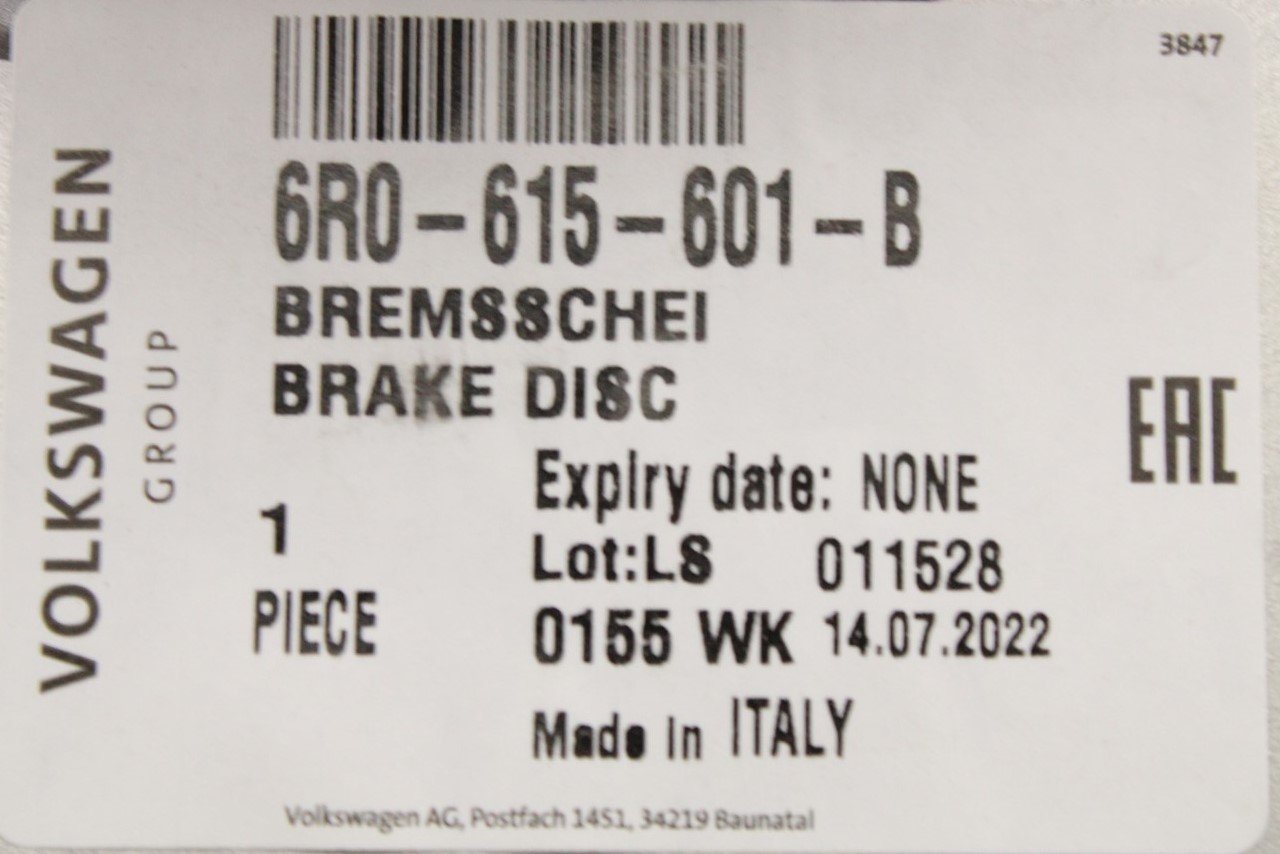 3847
VOLKSWAGEN
GROUP
6R0-615-601-B
BREMSSCHEI
BRAKE DISC
EAC
Expiry date: NONE
1
Lot:LS 011528
PIECE
0155 WK 14.07.2022
Made in ITALY
Volkswagen AG, Postfach 1451, 34219 Baunatal